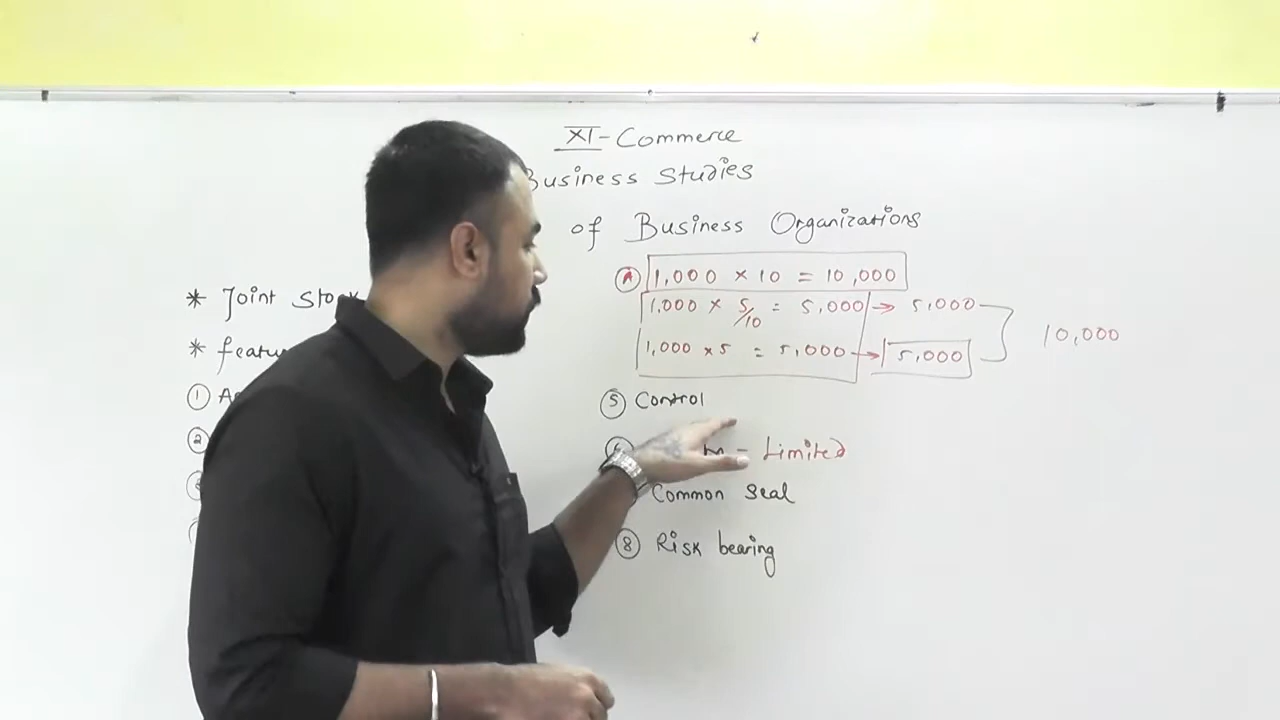 XI-Commerce
Business Studies
of Business Organizations
* Joint
*
①
②
Ⓐ 1,000 × 10 = 10,000
1,000 × 5/10 = 5,000 → 5,000
1,000 × 5 = 5,000 → 5,000
10,000
⑤ Control
- Limited
Common Seal
⑧ Risk bearing